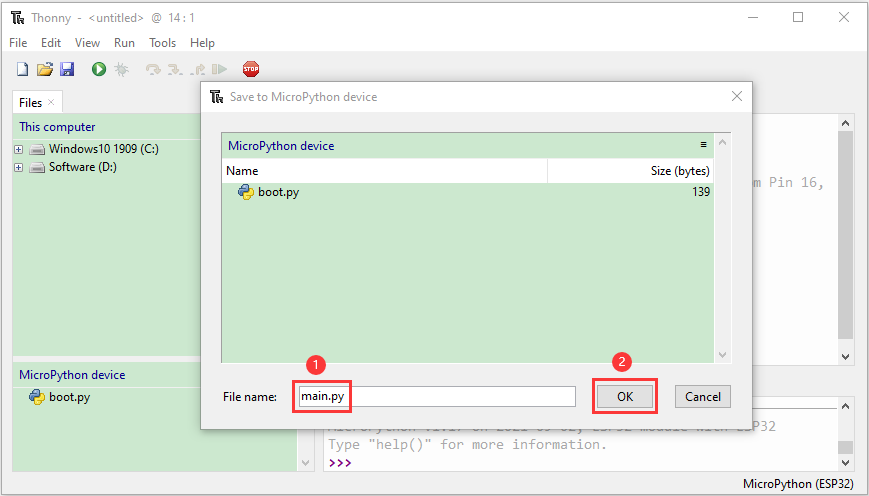 Thonny - <untitled> @ 14 : 1
File Edit View Run Tools Help
STOP
Files
This computer
Windows10 1909 (C:)
Software (D:)
MicroPython device
boot.py
Save to MicroPython device
MicroPython device
Name Size (bytes)
boot.py 139
m Pin 16,
1
2
File name: main.py OK Cancel
Type "help()" for more information.
>>>
MicroPython (ESP32)